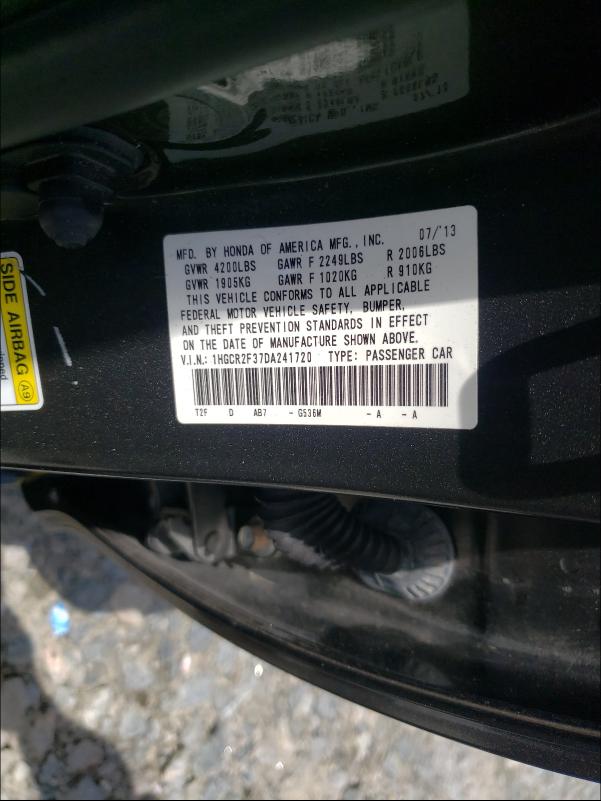 MFD. BY HONDA OF AMERICA MFG., INC. 07/'13
GVWR 4200LBS GAWR F 2249LBS R 2006LBS
GVWR 1905KG GAWR F 1020KG R 910KG
THIS VEHICLE CONFORMS TO ALL APPLICABLE
FEDERAL MOTOR VEHICLE SAFETY, BUMPER,
AND THEFT PREVENTION STANDARDS IN EFFECT
ON THE DATE OF MANUFACTURE SHOWN ABOVE.
V.I.N.: 1HGCR2F37DA241720 TYPE: PASSENGER CAR
T2F D AB7 - G536M - A - A
SIDE AIRBAG A9